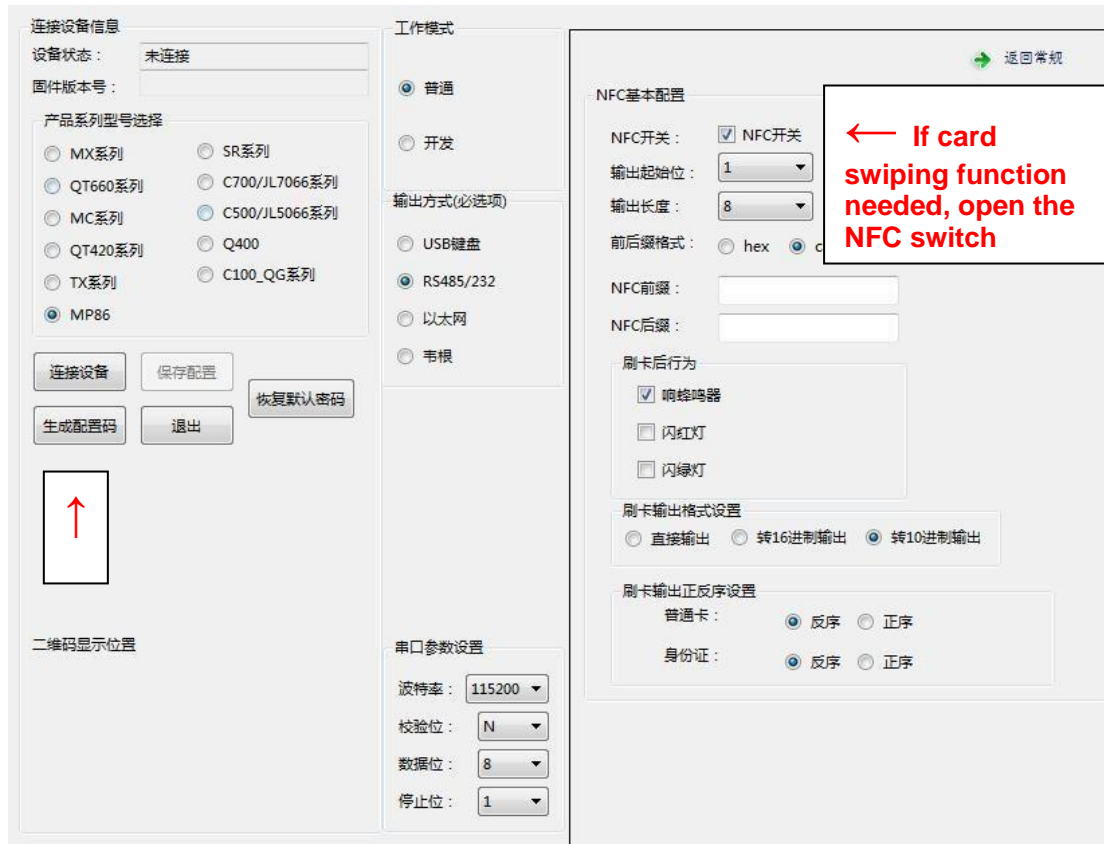 连接设备信息
设备状态： 未连接
固件版本号：
产品系列型号选择
MX系列 SR系列
QT660系列 C700/JL7066系列
MC系列 C500/JL5066系列
QT420系列 Q400
TX系列 C100_QG系列
MP86
连接设备 保存配置
恢复默认密码
生成配置码 退出
↑
二维码显示位置
工作模式
普通
开发
输出方式(必选项)
USB键盘
RS485/232
以太网
韦根
串口参数设置
波特率： 115200
校验位： N
数据位： 8
停止位： 1
返回常规
NFC基本配置
NFC开关： NFC开关
输出起始位： 1
输出长度： 8
前后缀格式： hex c
← If card
swiping function
needed, open the
NFC switch
NFC前缀：
NFC后缀：
刷卡后行为
响蜂鸣器
闪红灯
闪绿灯
刷卡输出格式设置
直接输出 转16进制输出 转10进制输出
刷卡输出正反序设置
普通卡： 反序 正序
身份证： 反序 正序